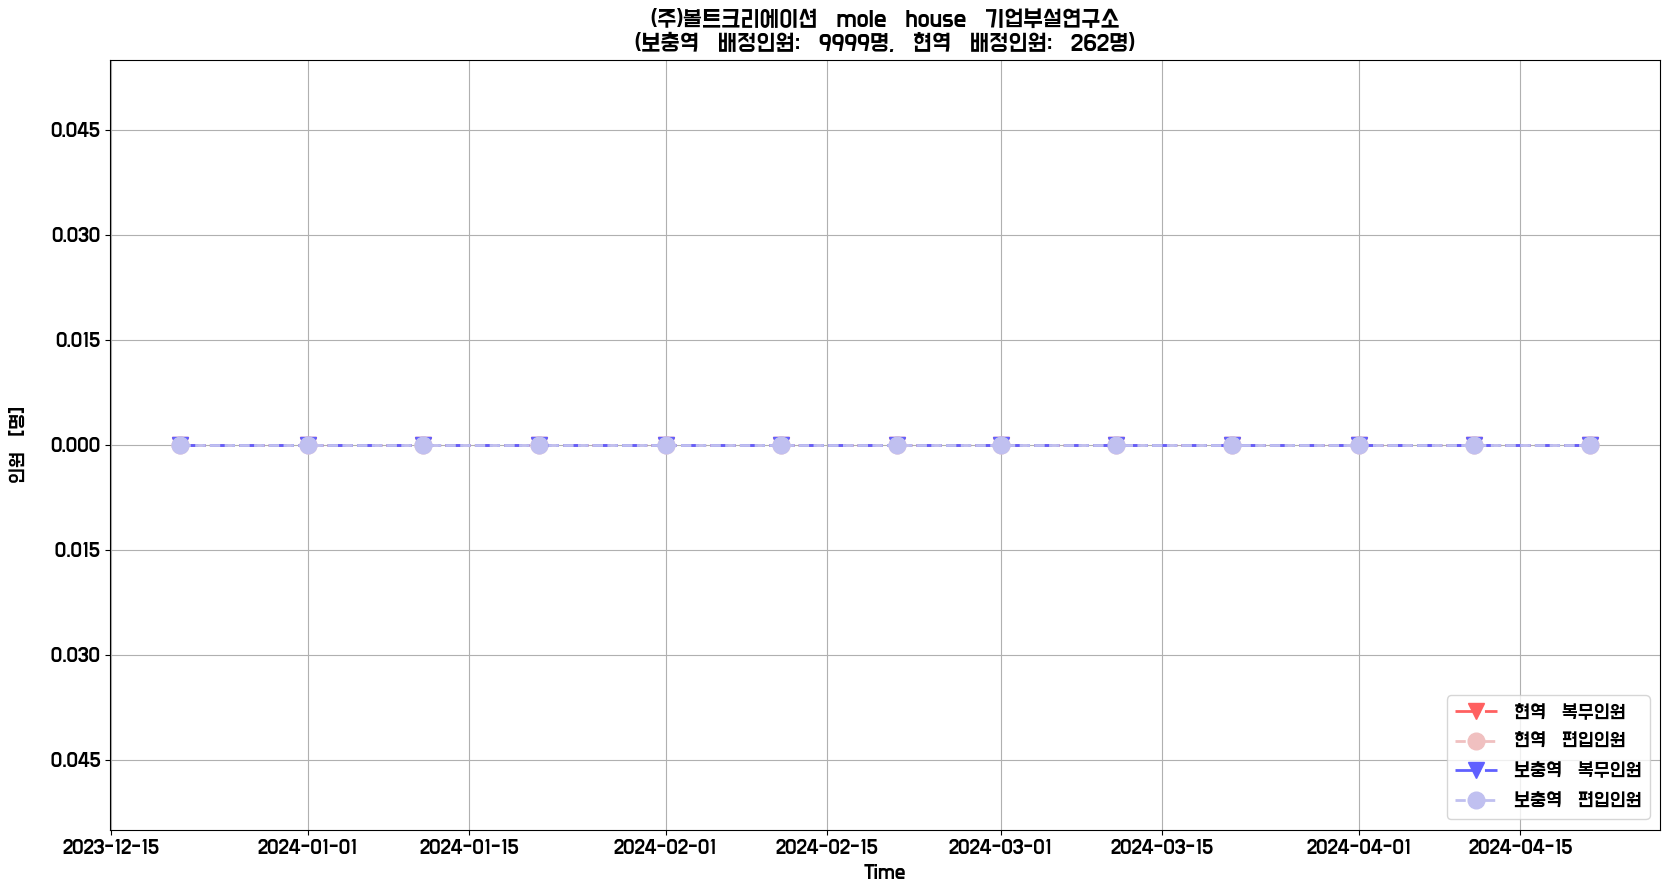 (주)볼트크리에이션 mole house 기업부설연구소
(보충역 배정인원: 9999명, 현역 배정인원: 262명)
0.045
0.030
0.015
0.000
0.015
0.030
0.045
인원 [명]
2023-12-15 2024-01-01 2024-01-15 2024-02-01 2024-02-15 2024-03-01 2024-03-15 2024-04-01 2024-04-15
Time
현역 복무인원
현역 편입인원
보충역 복무인원
보충역 편입인원